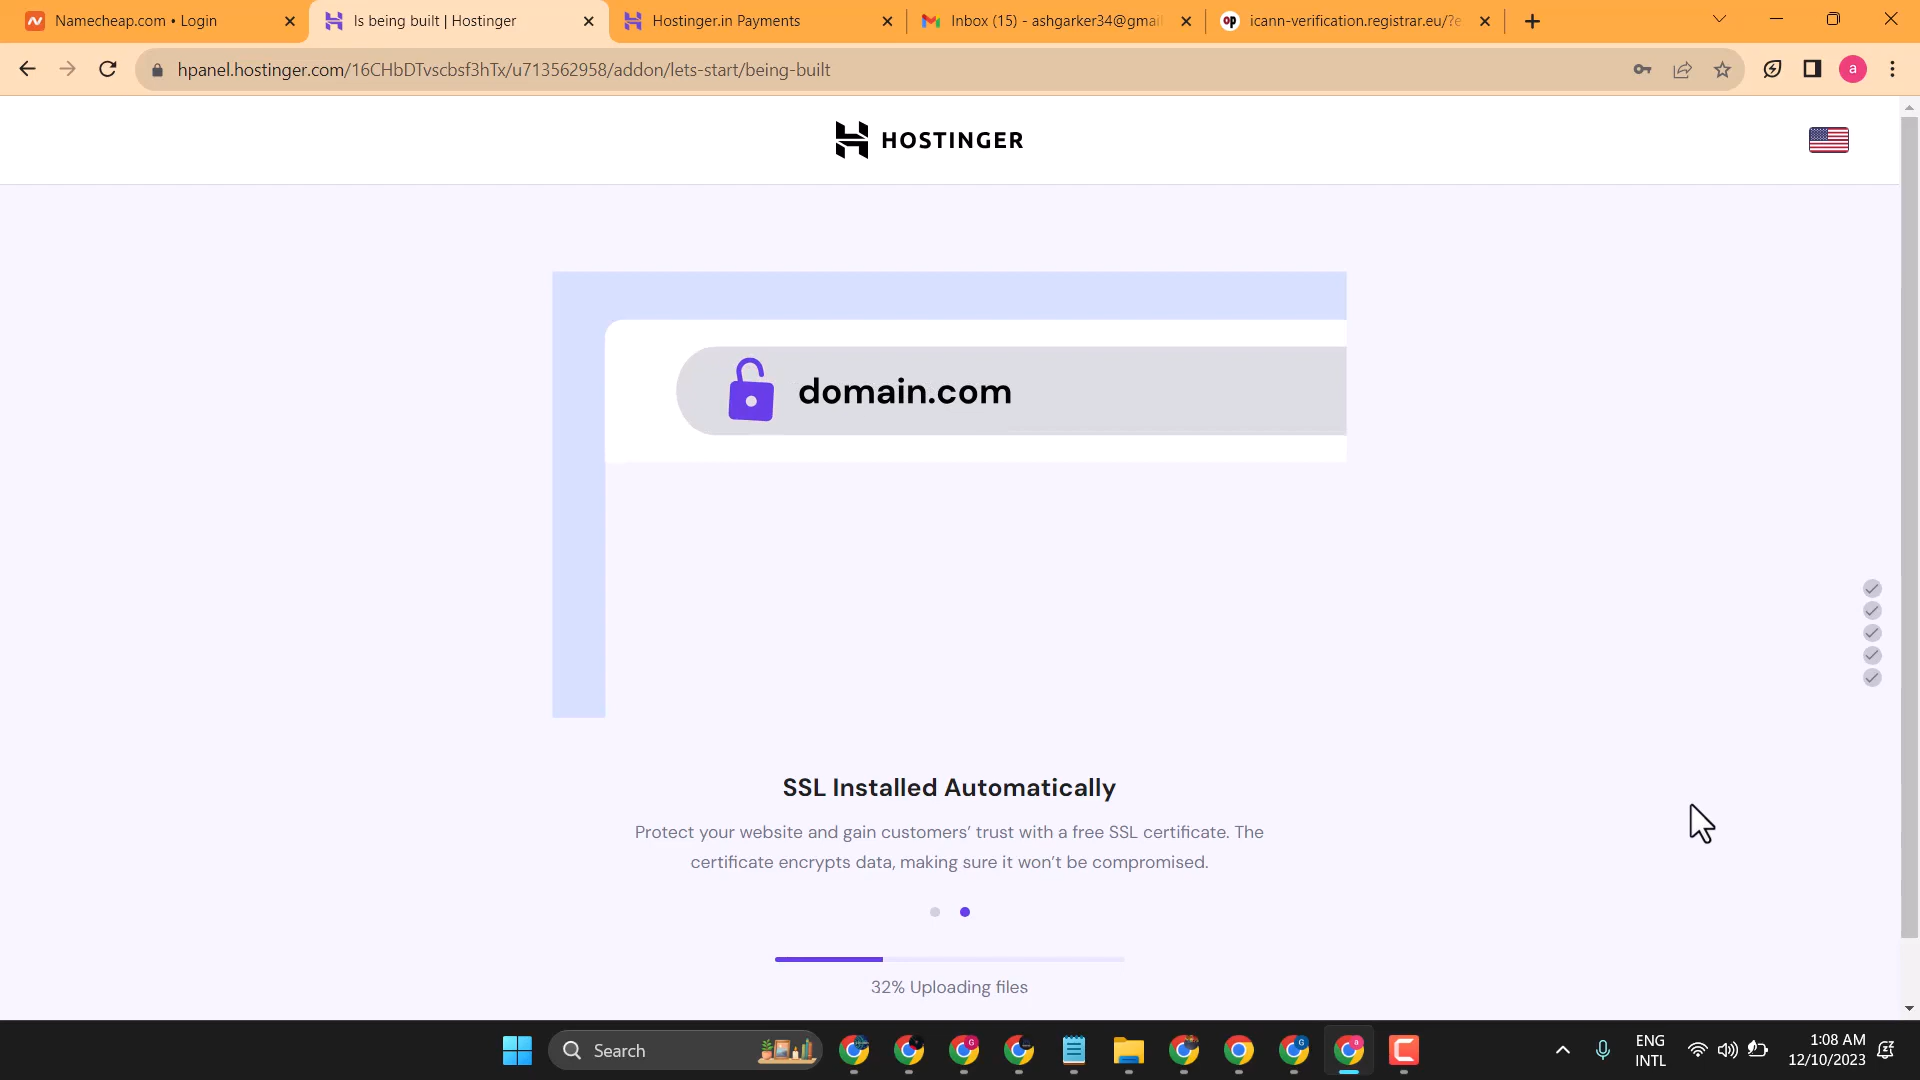 Namecheap.com • Login
Is being built | Hostinger
Hostinger.in Payments
Inbox (15) - ashgarker34@gmail
icann-verification.registrar.eu/?e
hpanel.hostinger.com/16CHbDTvscbsf3hTx/u713562958/addon/lets-start/being-built
a
HOSTINGER
domain.com
SSL Installed Automatically
Protect your website and gain customers’ trust with a free SSL certificate. The
certificate encrypts data, making sure it won’t be compromised.
32% Uploading files
Search
ENG
INTL
1:08 AM
12/10/2023